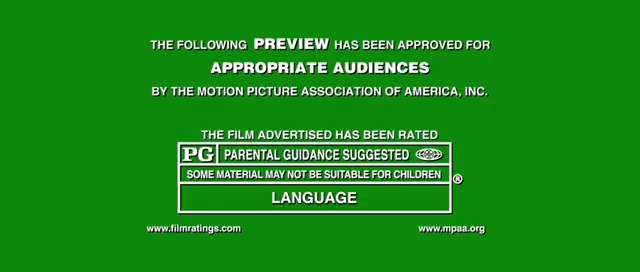 THE FOLLOWING PREVIEW HAS BEEN APPROVED FOR
APPROPRIATE AUDIENCES
BY THE MOTION PICTURE ASSOCIATION OF AMERICA, INC.
THE FILM ADVERTISED HAS BEEN RATED
PG PARENTAL GUIDANCE SUGGESTED
SOME MATERIAL MAY NOT BE SUITABLE FOR CHILDREN
®
LANGUAGE
www.filmratings.com www.mpaa.org